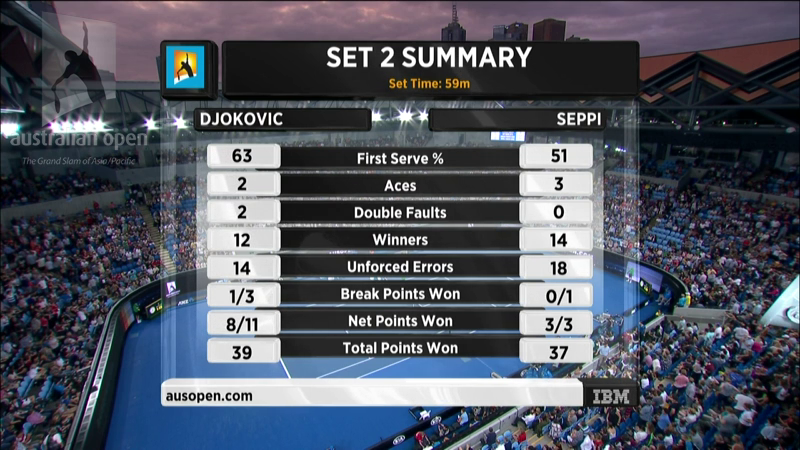 australian open
The Grand Slam of Asia/Pacific
SET 2 SUMMARY
Set Time: 59m
DJOKOVIC SEPPI
63 First Serve % 51
2 Aces 3
2 Double Faults 0
12 Winners 14
14 Unforced Errors 18
1/3 Break Points Won 0/1
8/11 Net Points Won 3/3
39 Total Points Won 37
ausopen.com IBM